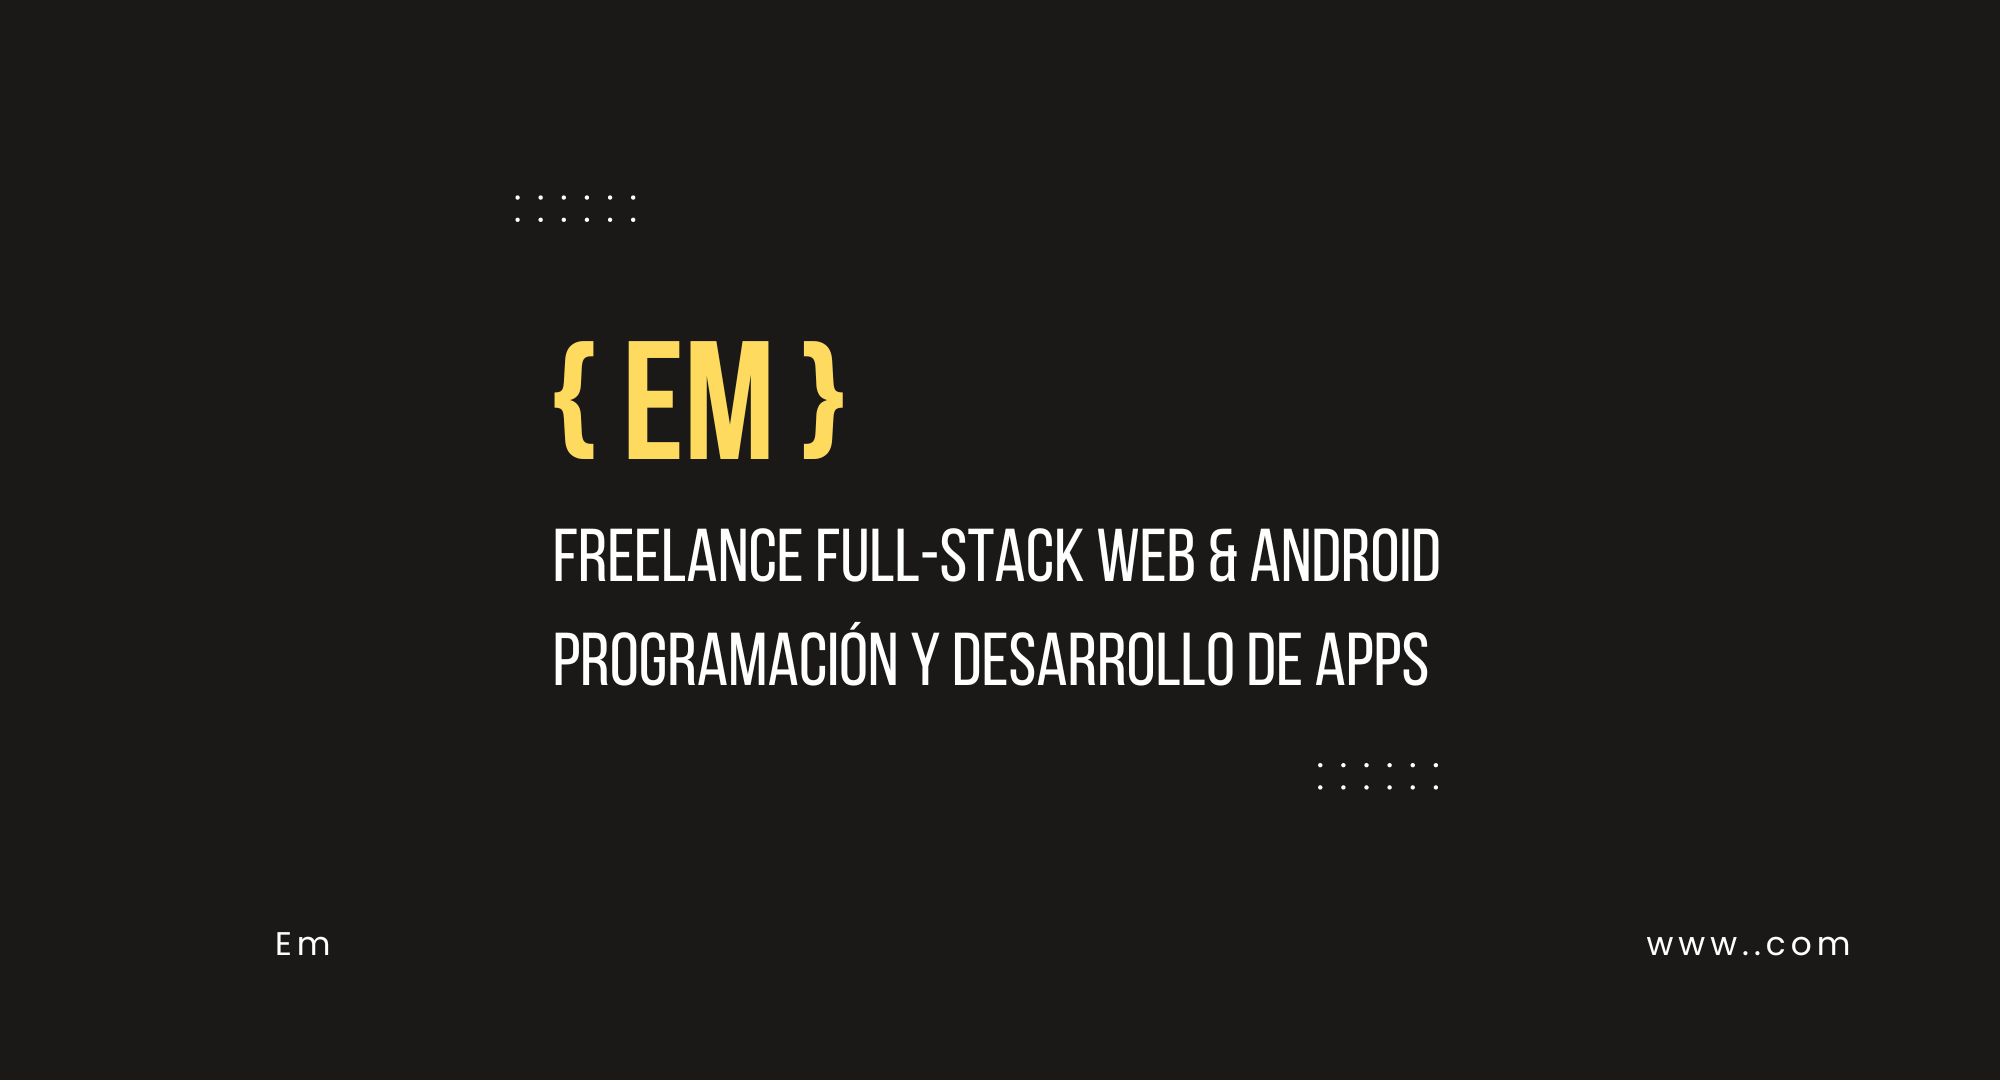 { EM }
FREELANCE FULL-STACK WEB & ANDROID
PROGRAMACIÓN Y DESARROLLO DE APPS
Em
www..com